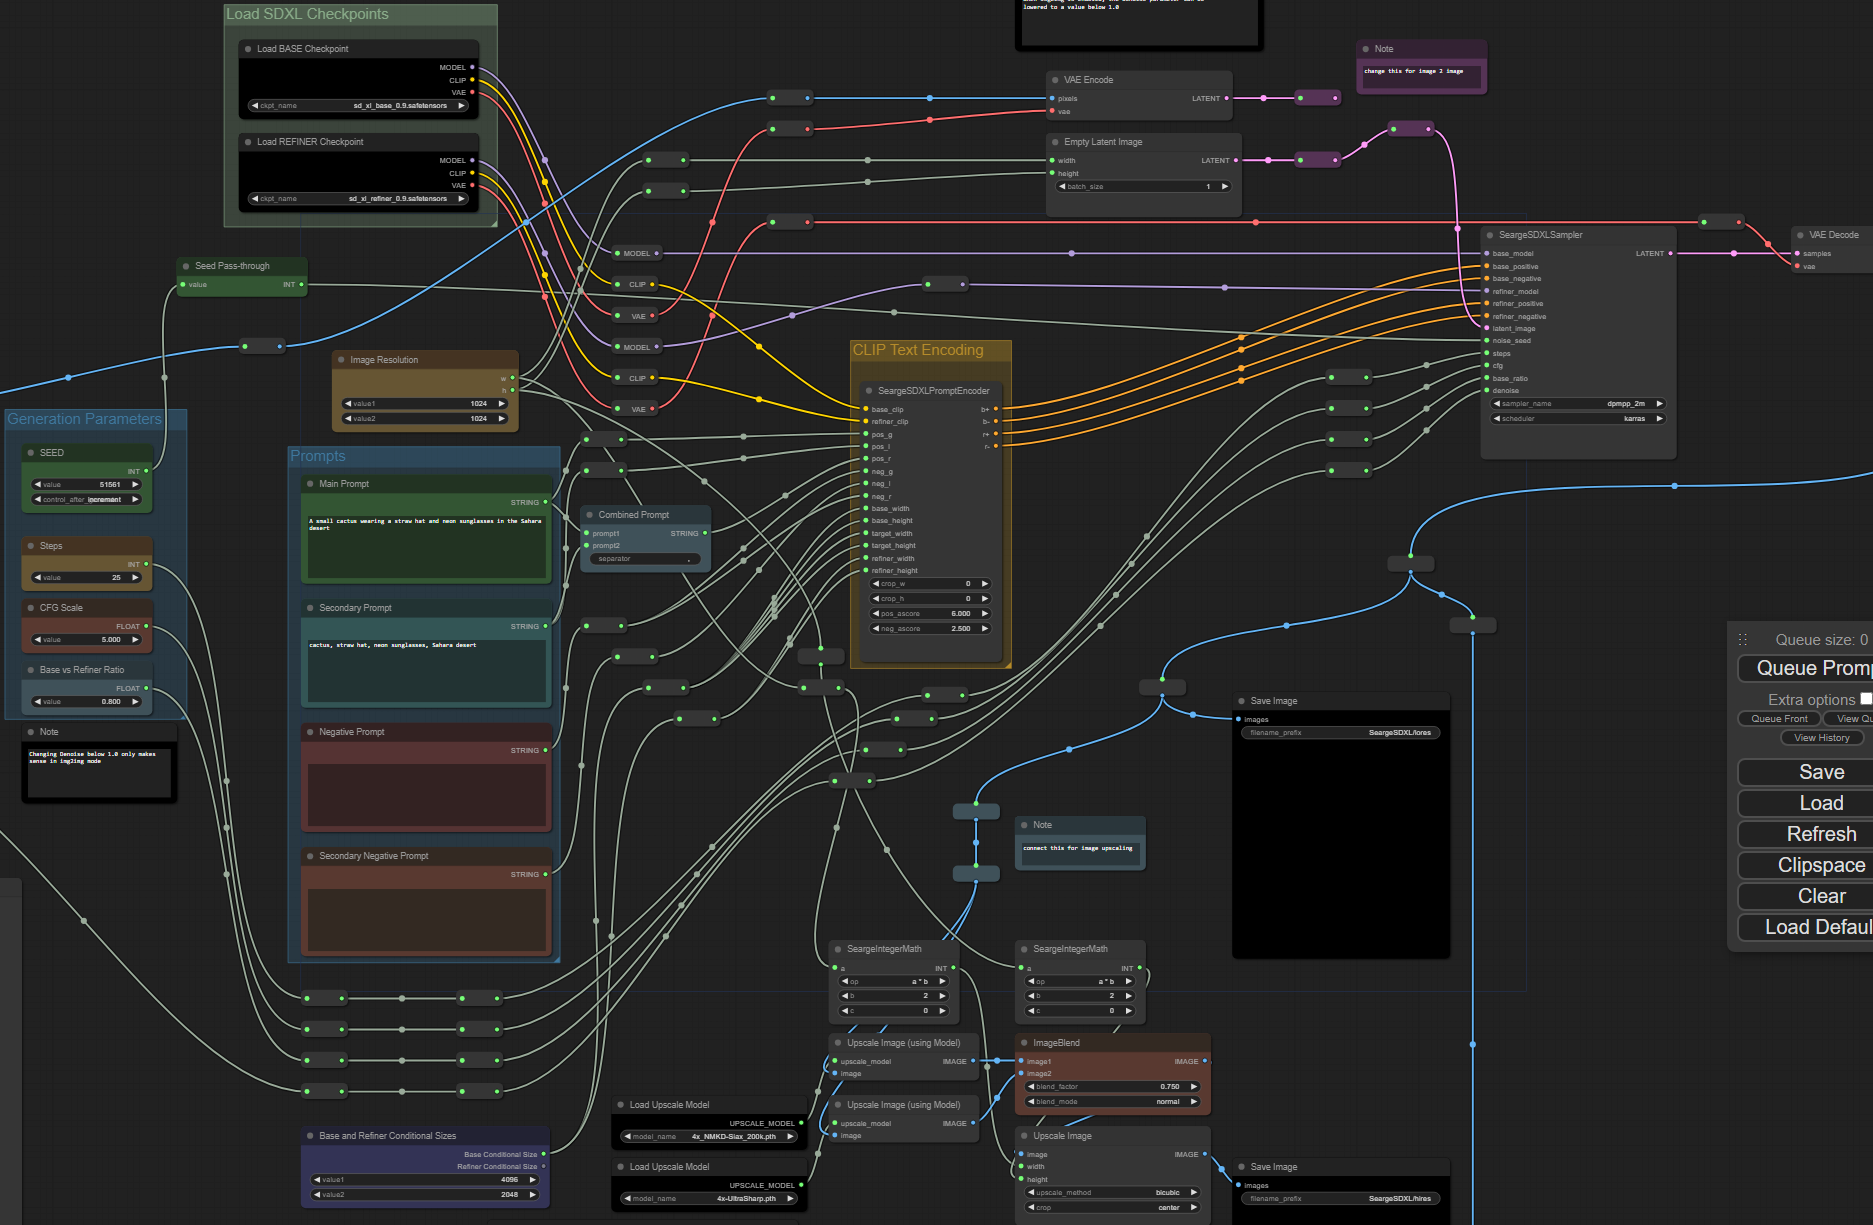 lowered to a value below 1.0
Load SDXL Checkpoints
Load BASE Checkpoint
MODEL
CLIP
VAE
ckpt_name sd_xl_base_0.9.safetensors
Load REFINER Checkpoint
MODEL
CLIP
VAE
ckpt_name sd_xl_refiner_0.9.safetensors
Note
change this for image 2 image
VAE Encode
pixels LATENT
vae
Empty Latent Image
width LATENT
height
batch_size 1
Seed Pass-through
value INT
MODEL
CLIP
VAE
MODEL
CLIP
VAE
SeargeSDXLSampler
base_model LATENT
base_positive
base_negative
refiner_model
refiner_positive
refiner_negative
latent_image
noise_seed
steps
cfg
base_ratio
denoise
sampler_name dpmpp_2m
scheduler karras
VAE Decode
samples
vae
Image Resolution
w
h
value1 1024
value2 1024
CLIP Text Encoding
SeargeSDXLPromptEncoder
base_clip b+
refiner_clip b-
pos_g r+
pos_l r-
pos_r
neg_g
neg_l
neg_r
base_width
base_height
target_width
target_height
refiner_width
refiner_height
crop_w 0
crop_h 0
pos_ascore 6.000
neg_ascore 2.500
Generation Parameters
SEED
INT
value 51561
control_after_ increment
Steps
INT
value 25
CFG Scale
FLOAT
value 5.000
Base vs Refiner Ratio
FLOAT
value 0.800
Note
Changing Denoise below 1.0 only makes
sense in img2img mode
Prompts
Main Prompt
STRING
A small cactus wearing a straw hat and neon sunglasses in the Sahara
desert
Secondary Prompt
STRING
cactus, straw hat, neon sunglasses, Sahara desert
Negative Prompt
STRING
Secondary Negative Prompt
STRING
Combined Prompt
prompt1 STRING
prompt2
separator ,
Queue size: 0
Queue Promp
Extra options
Queue Front View Qu
View History
Save
Load
Refresh
Clipspace
Clear
Load Defaul
Save Image
images
filename_prefix SeargeSDXL/lores
Note
connect this for image upscaling
SeargeIntegerMath
a INT
op a * b
b 2
c 0
SeargeIntegerMath
a INT
op a * b
b 2
c 0
Upscale Image (using Model)
upscale_model IMAGE
image
ImageBlend
image1 IMAGE
image2
blend_factor 0.750
blend_mode normal
Load Upscale Model
UPSCALE_MODEL
model_name 4x_NMKD-Siax_200k.pth
Upscale Image (using Model)
upscale_model IMAGE
image
Base and Refiner Conditional Sizes
Base Conditional Size
Refiner Conditional Size
value1 4096
value2 2048
Load Upscale Model
UPSCALE_MODEL
model_name 4x-UltraSharp.pth
Upscale Image
image IMAGE
width
height
upscale_method bicubic
crop center
Save Image
images
filename_prefix SeargeSDXL/hires